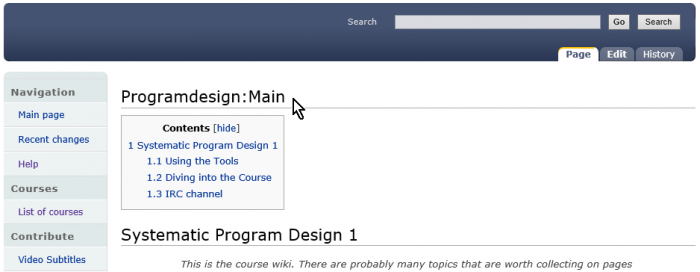 Search Go Search
Page Edit History
Navigation
Main page
Recent changes
Help
Courses
List of courses
Contribute
Video Subtitles
Programdesign:Main
Contents [hide]
1 Systematic Program Design 1
1.1 Using the Tools
1.2 Diving into the Course
1.3 IRC channel
Systematic Program Design 1
This is the course wiki. There are probably many topics that are worth collecting on pages